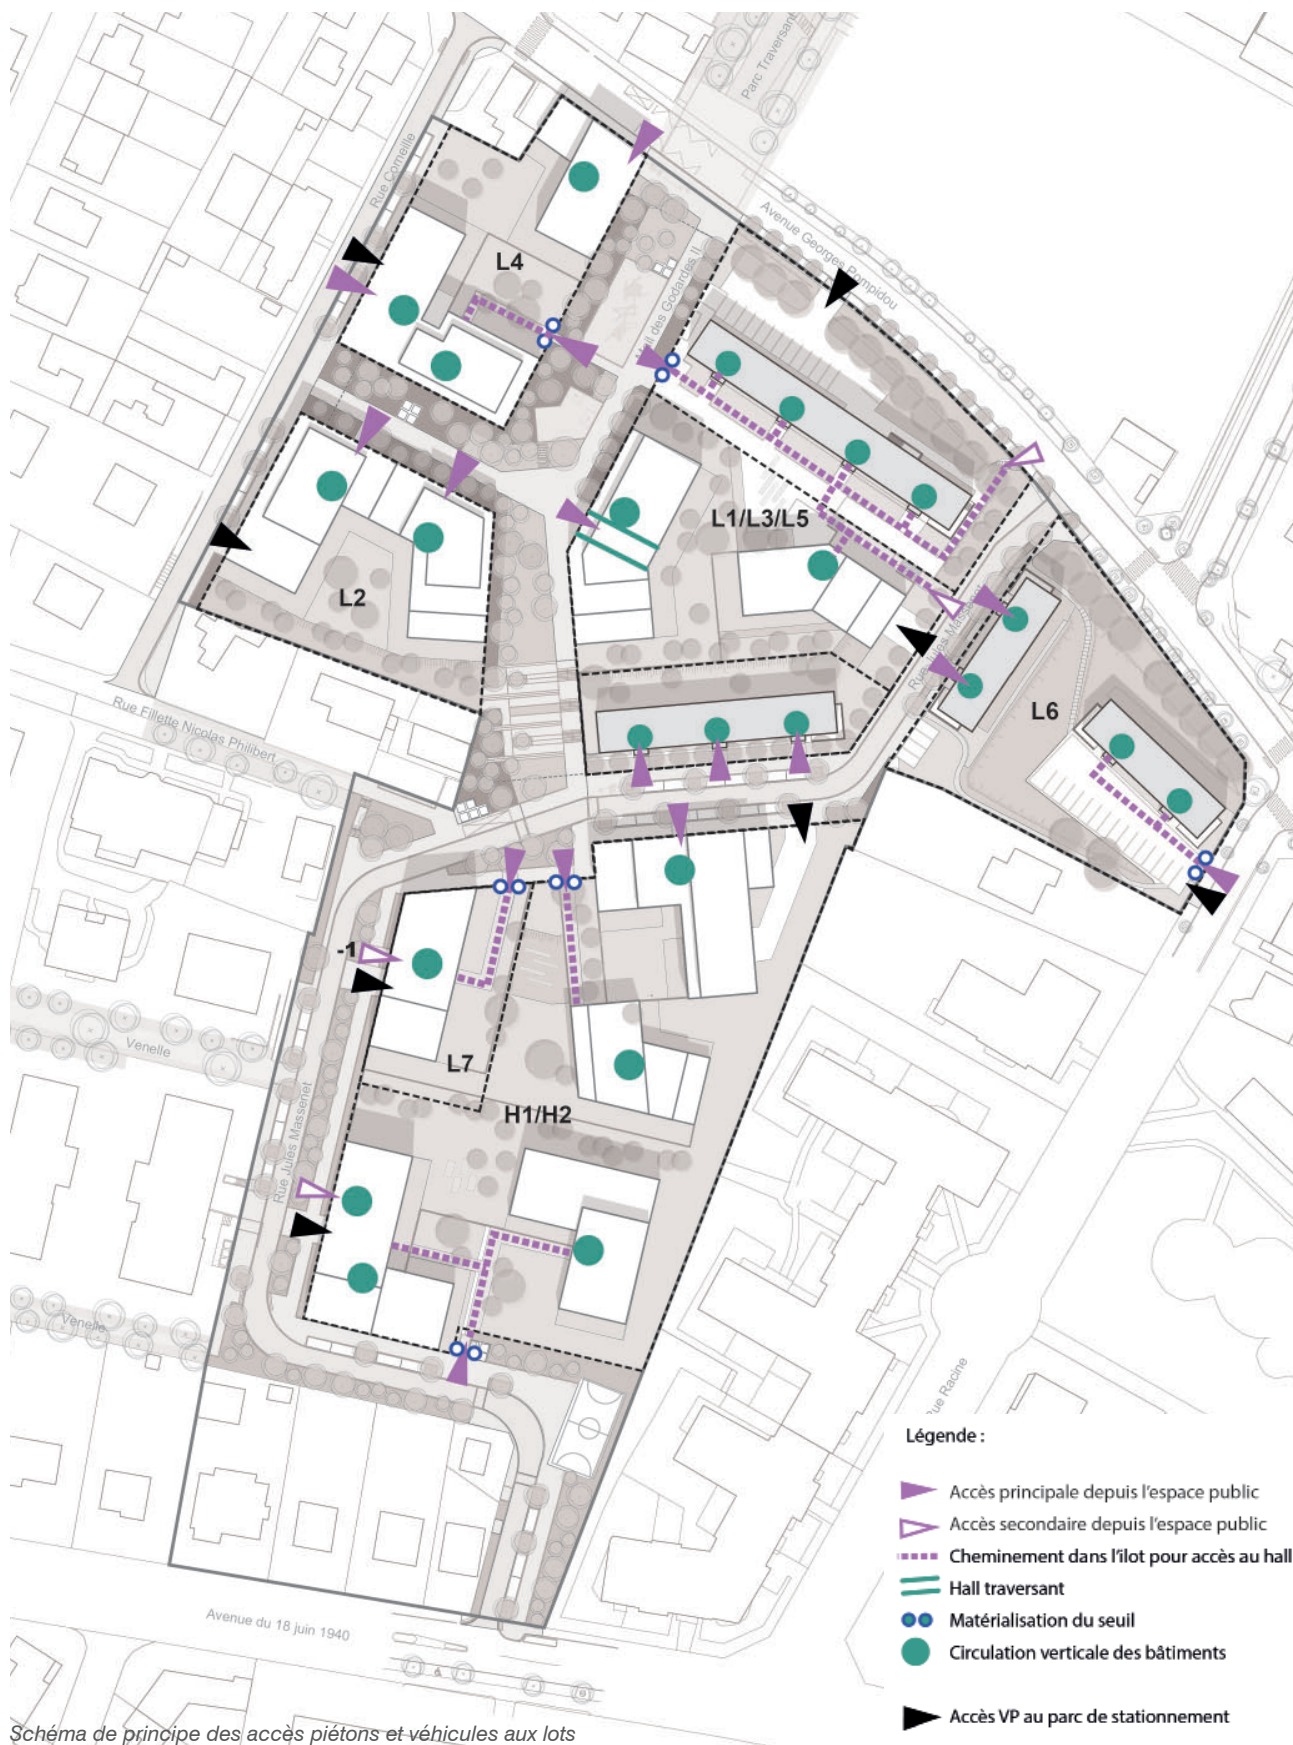 Parc Traversant
Rue Corneille
Avenue Georges Pompidou
L4
Mail des Godardes II
L1/L3/L5
L2
Rue Jules Massenet
L6
Rue Fillette Nicolas Philibert
-1
Venelle
L7
H1/H2
Rue Jules Massenet
Venelle
Rue Racine
Avenue du 18 juin 1940
Légende :
Accès principale depuis l'espace public
Accès secondaire depuis l'espace public
Cheminement dans l'îlot pour accès au hall
Hall traversant
Matérialisation du seuil
Circulation verticale des bâtiments
Accès VP au parc de stationnement
Schéma de principe des accès piétons et véhicules aux lots